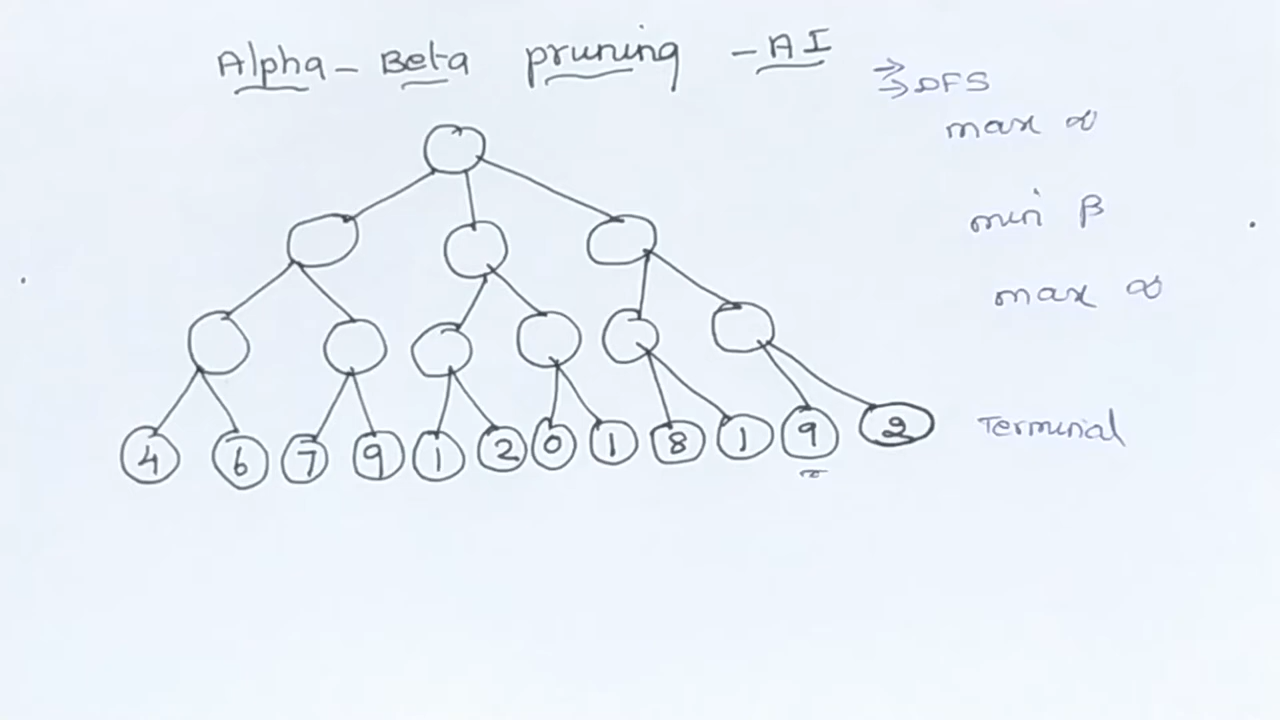 Alpha - Beta pruning - AI
⇒ DFS
max α
min β
max α
4 6 7 9 1 2 0 1 8 1 9 2
Terminal